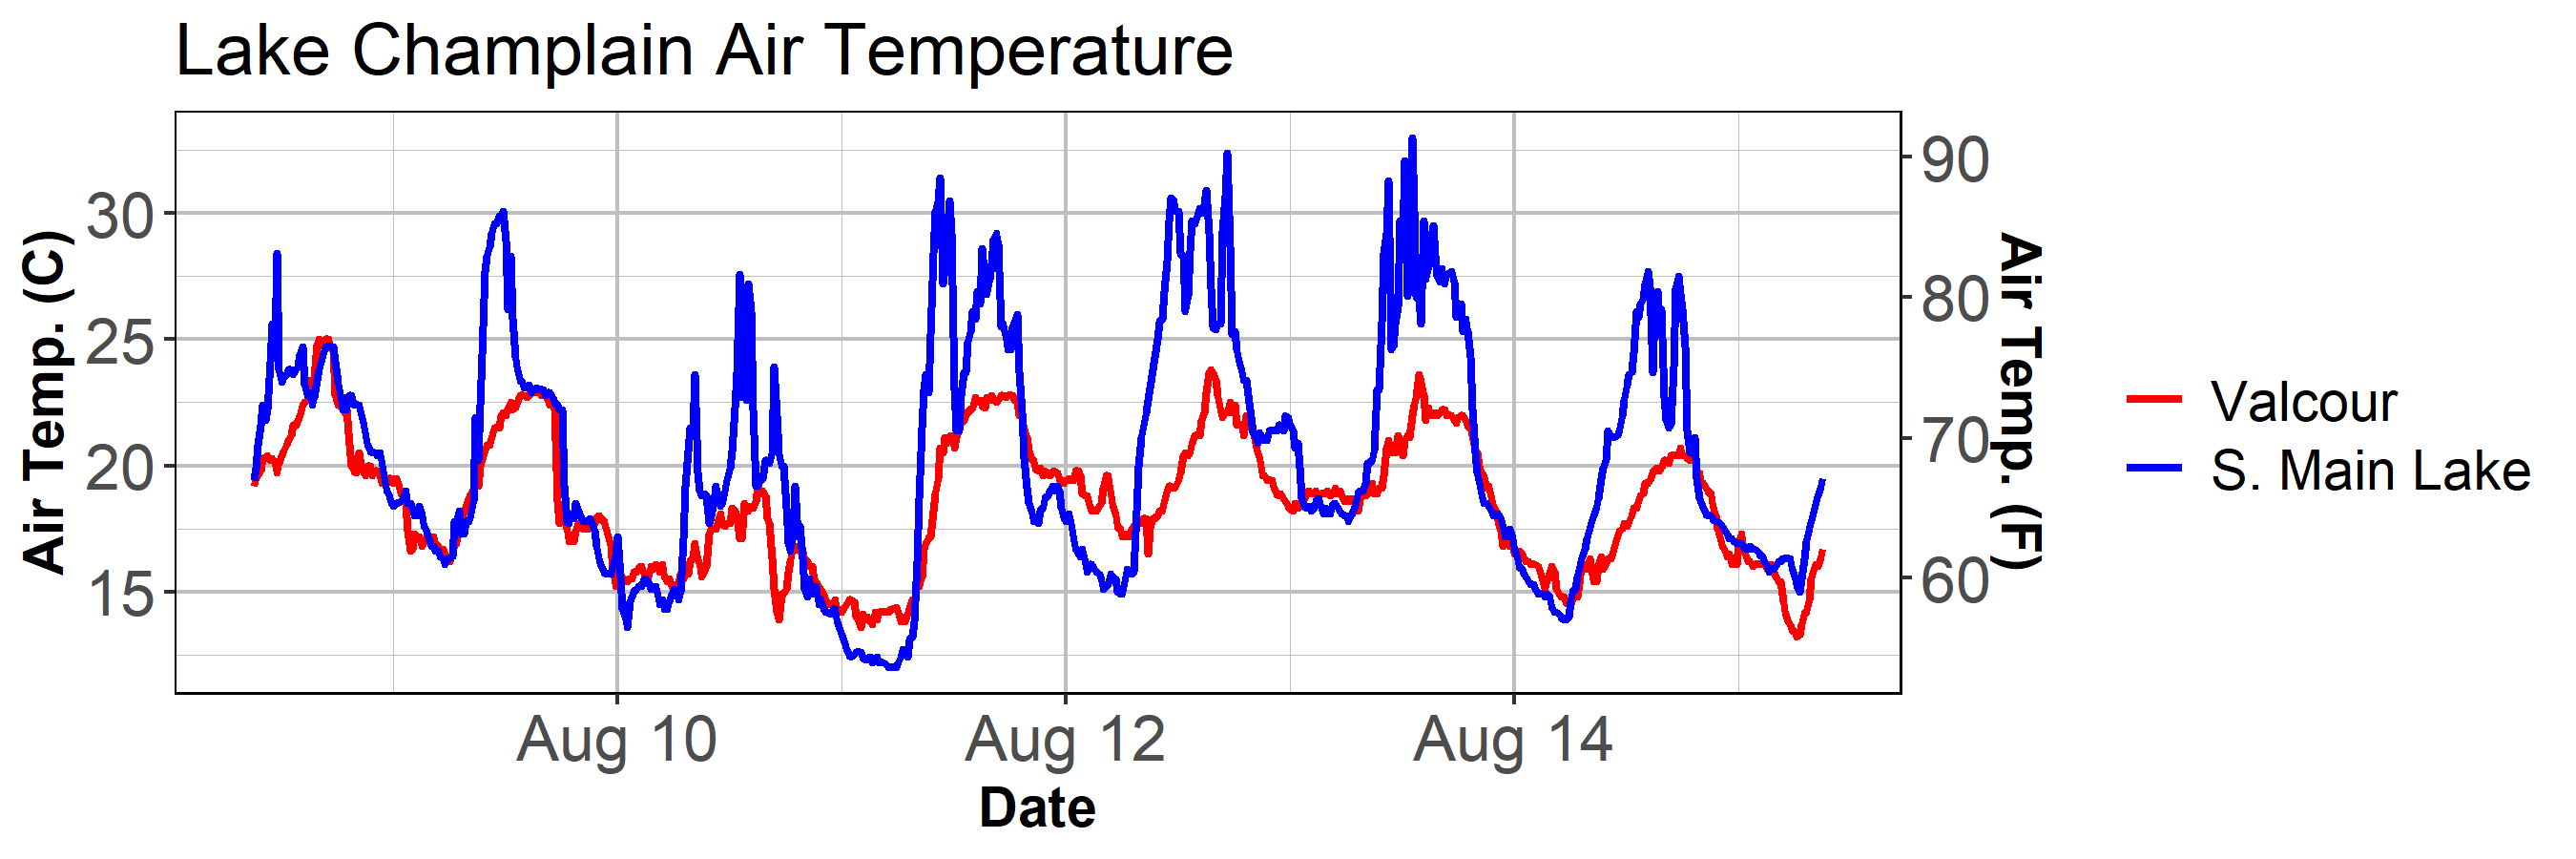 Lake Champlain Air Temperature
Air Temp. (C)
30
25
20
15
90
80
70
60
Air Temp. (F)
Aug 10
Aug 12
Aug 14
Date
Valcour
S. Main Lake